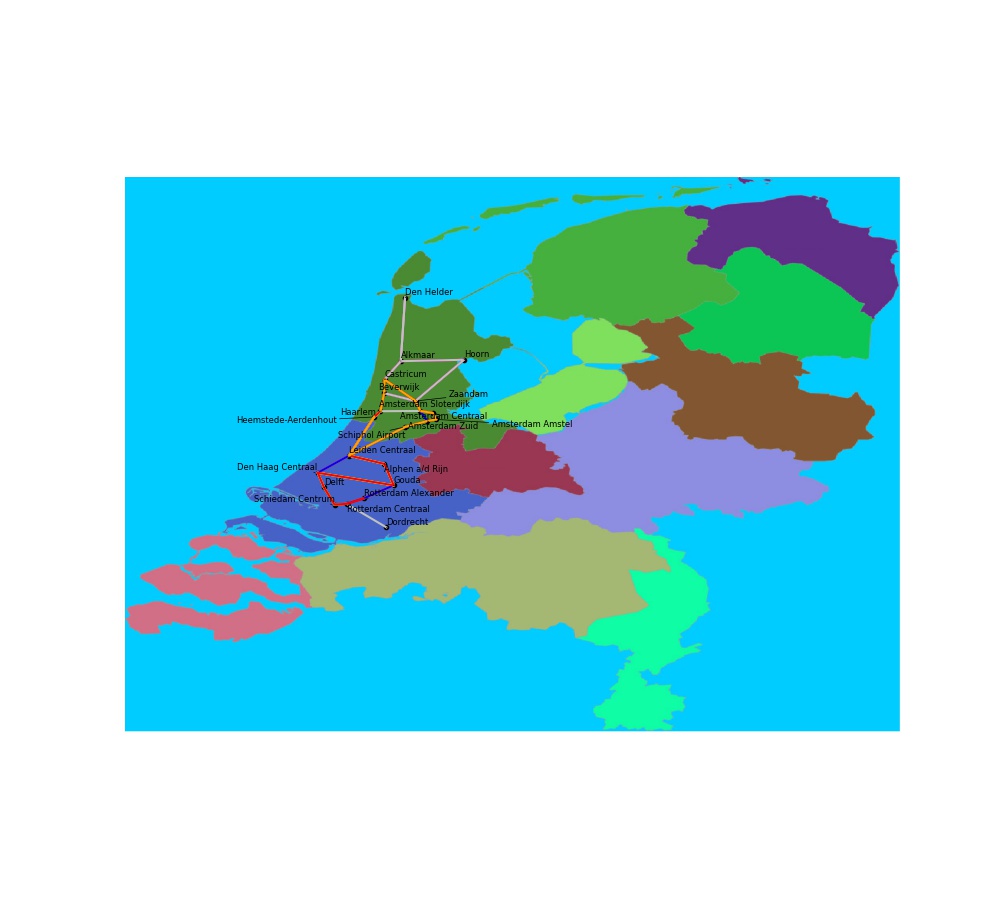 Den Helder
Alkmaar
Hoorn
Castricum
Beverwijk
Zaandam
Amsterdam Sloterdijk
Haarlem
Amsterdam Centraal
Heemstede-Aerdenhout
Amsterdam Amstel
Amsterdam Zuid
Schiphol Airport
Leiden Centraal
Den Haag Centraal
Alphen a/d Rijn
Gouda
Delft
Rotterdam Alexander
Schiedam Centrum
Rotterdam Centraal
Dordrecht